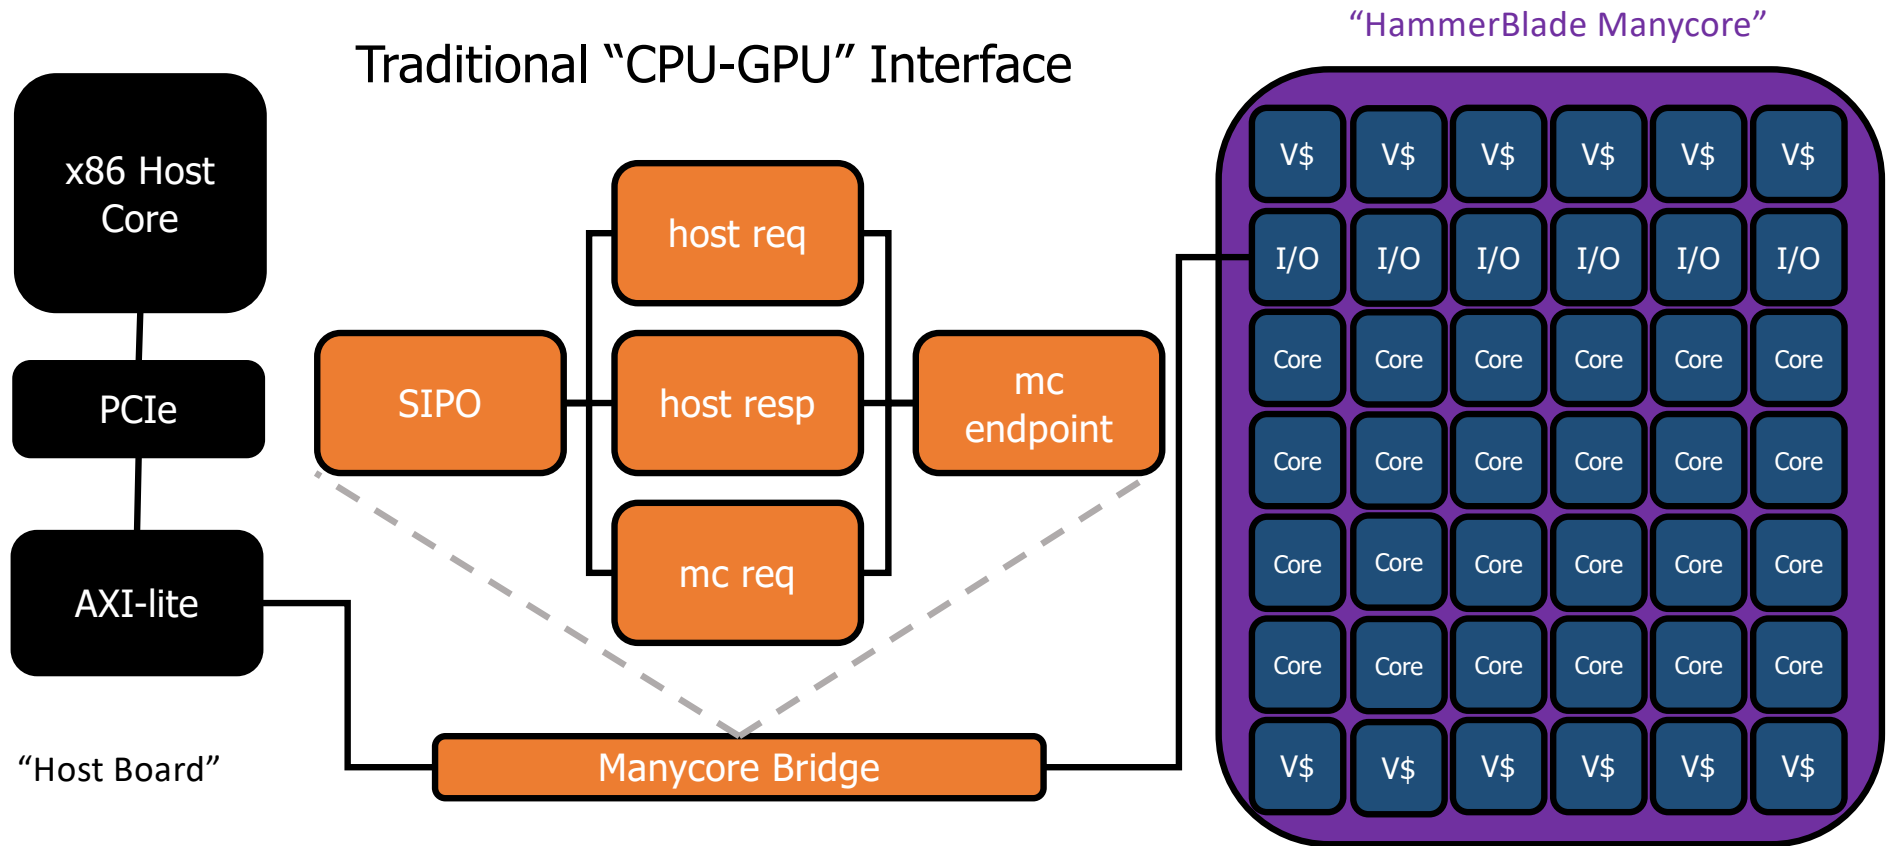 “HammerBlade Manycore”
Traditional “CPU-GPU” Interface
x86 Host
Core
PCIe
AXI-lite
“Host Board”
SIPO
host req
host resp
mc req
mc
endpoint
Manycore Bridge
V$ V$ V$ V$ V$ V$
I/O I/O I/O I/O I/O I/O
Core Core Core Core Core Core
Core Core Core Core Core Core
Core Core Core Core Core Core
Core Core Core Core Core Core
V$ V$ V$ V$ V$ V$